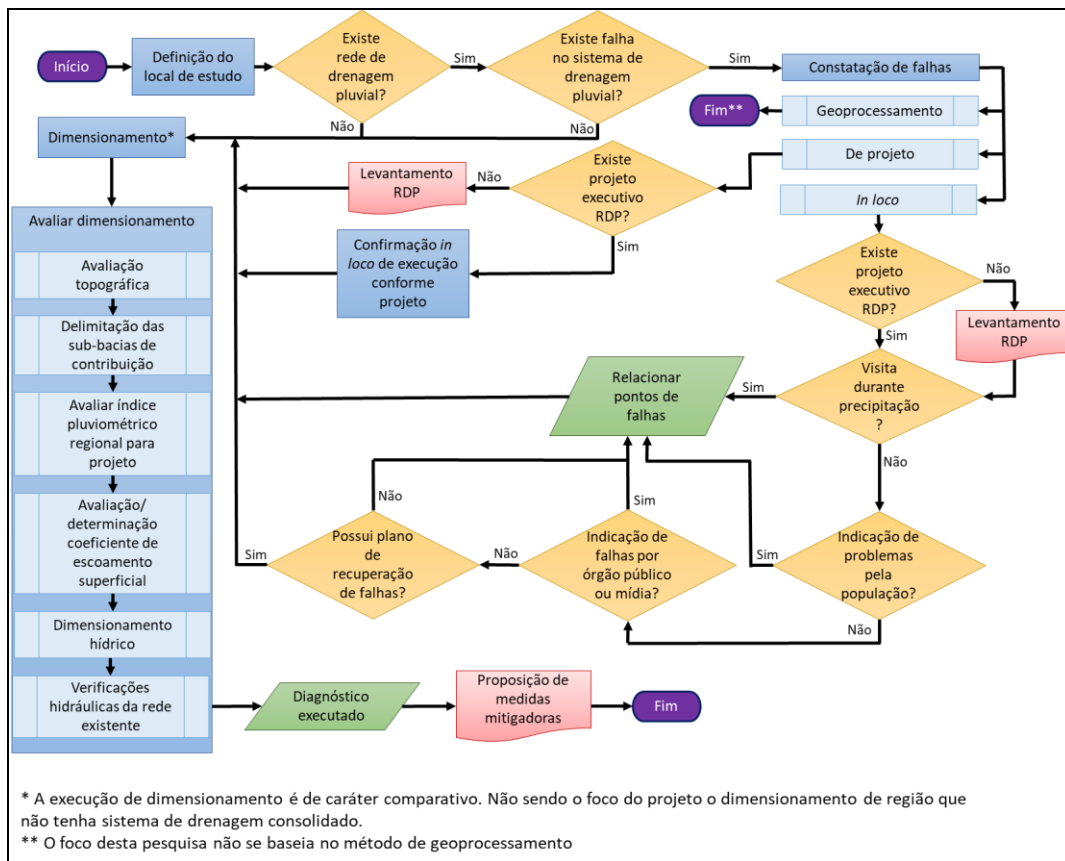 Início
Definição do
local de estudo
Existe
rede de
drenagem
pluvial?
Sim
Existe falha
no sistema de
drenagem
pluvial?
Sim
Constatação de falhas
Fim**
Geoprocessamento
Não
Não
Dimensionamento*
De projeto
Existe
projeto
executivo
RDP?
Não
Levantamento
RDP
In loco
Sim
Confirmação in
loco de execução
conforme
projeto
Avaliar dimensionamento
Avaliação
topográfica
Delimitação das
sub-bacias de
contribuição
Avaliar índice
pluviométrico
regional para
projeto
Avaliação/
determinação
coeficiente de
escoamento
superficial
Dimensionamento
hídrico
Verificações
hidráulicas da rede
existente
Existe
projeto
executivo
RDP?
Não
Levantamento
RDP
Sim
Visita
durante
precipitação
?
Sim
Relacionar
pontos de
falhas
Não
Indicação de
problemas
pela
população?
Sim
Não
Indicação de
falhas por
órgão público
ou mídia?
Sim
Não
Possui plano
de
recuperação
de falhas?
Não
Sim
Diagnóstico
executado
Proposição de
medidas
mitigadoras
Fim
* A execução de dimensionamento é de caráter comparativo. Não sendo o foco do projeto o dimensionamento de região que
não tenha sistema de drenagem consolidado.
** O foco desta pesquisa não se baseia no método de geoprocessamento